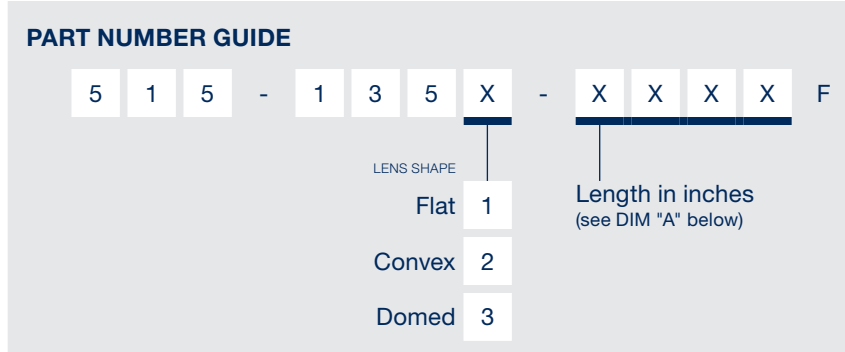 PART NUMBER GUIDE
5 1 5 - 1 3 5 X - X X X X F
LENS SHAPE
Flat 1
Length in inches
(see DIM "A" below)
Convex 2
Domed 3